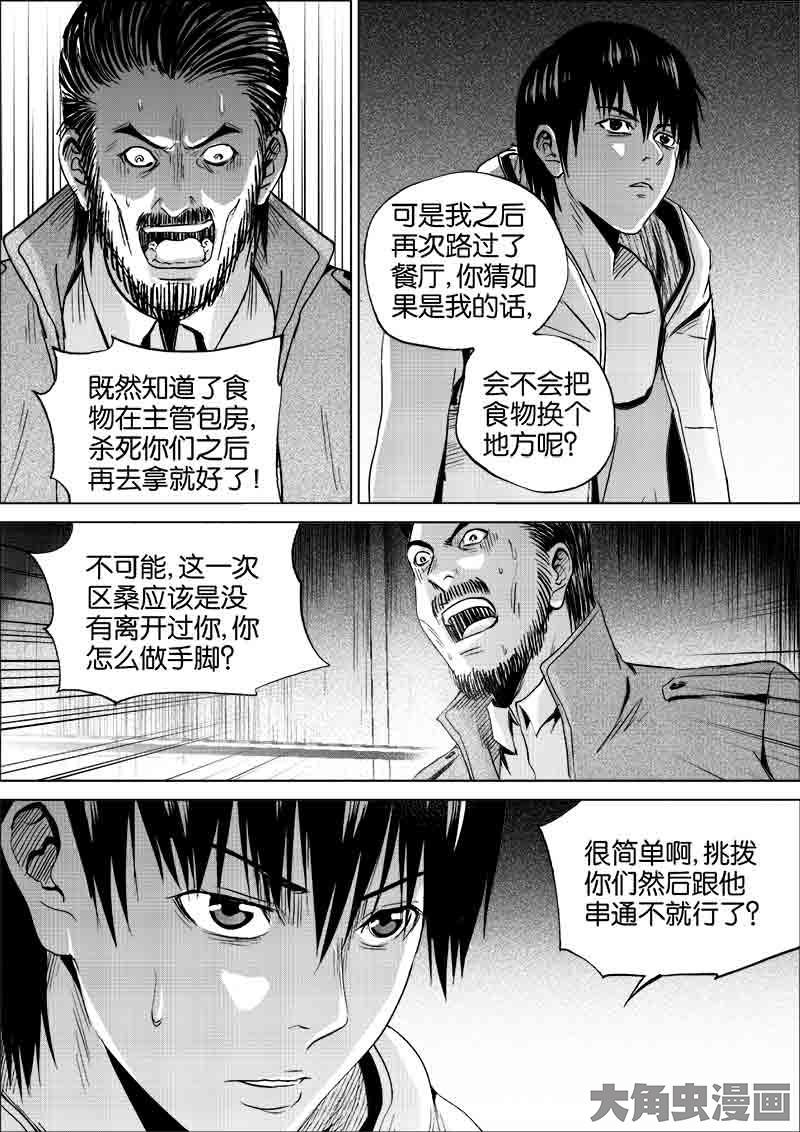 既然知道了食
物在主管包房,
杀死你们之后
再去拿就好了!
可是我之后
再次路过了
餐厅,你猜如
果是我的话,
会不会把
食物换个
地方呢?
不可能,这一次
区桑应该是没
有离开过你,你
怎么做手脚?
很简单啊,挑拨
你们然后跟他
串通不就行了?
大角虫漫画